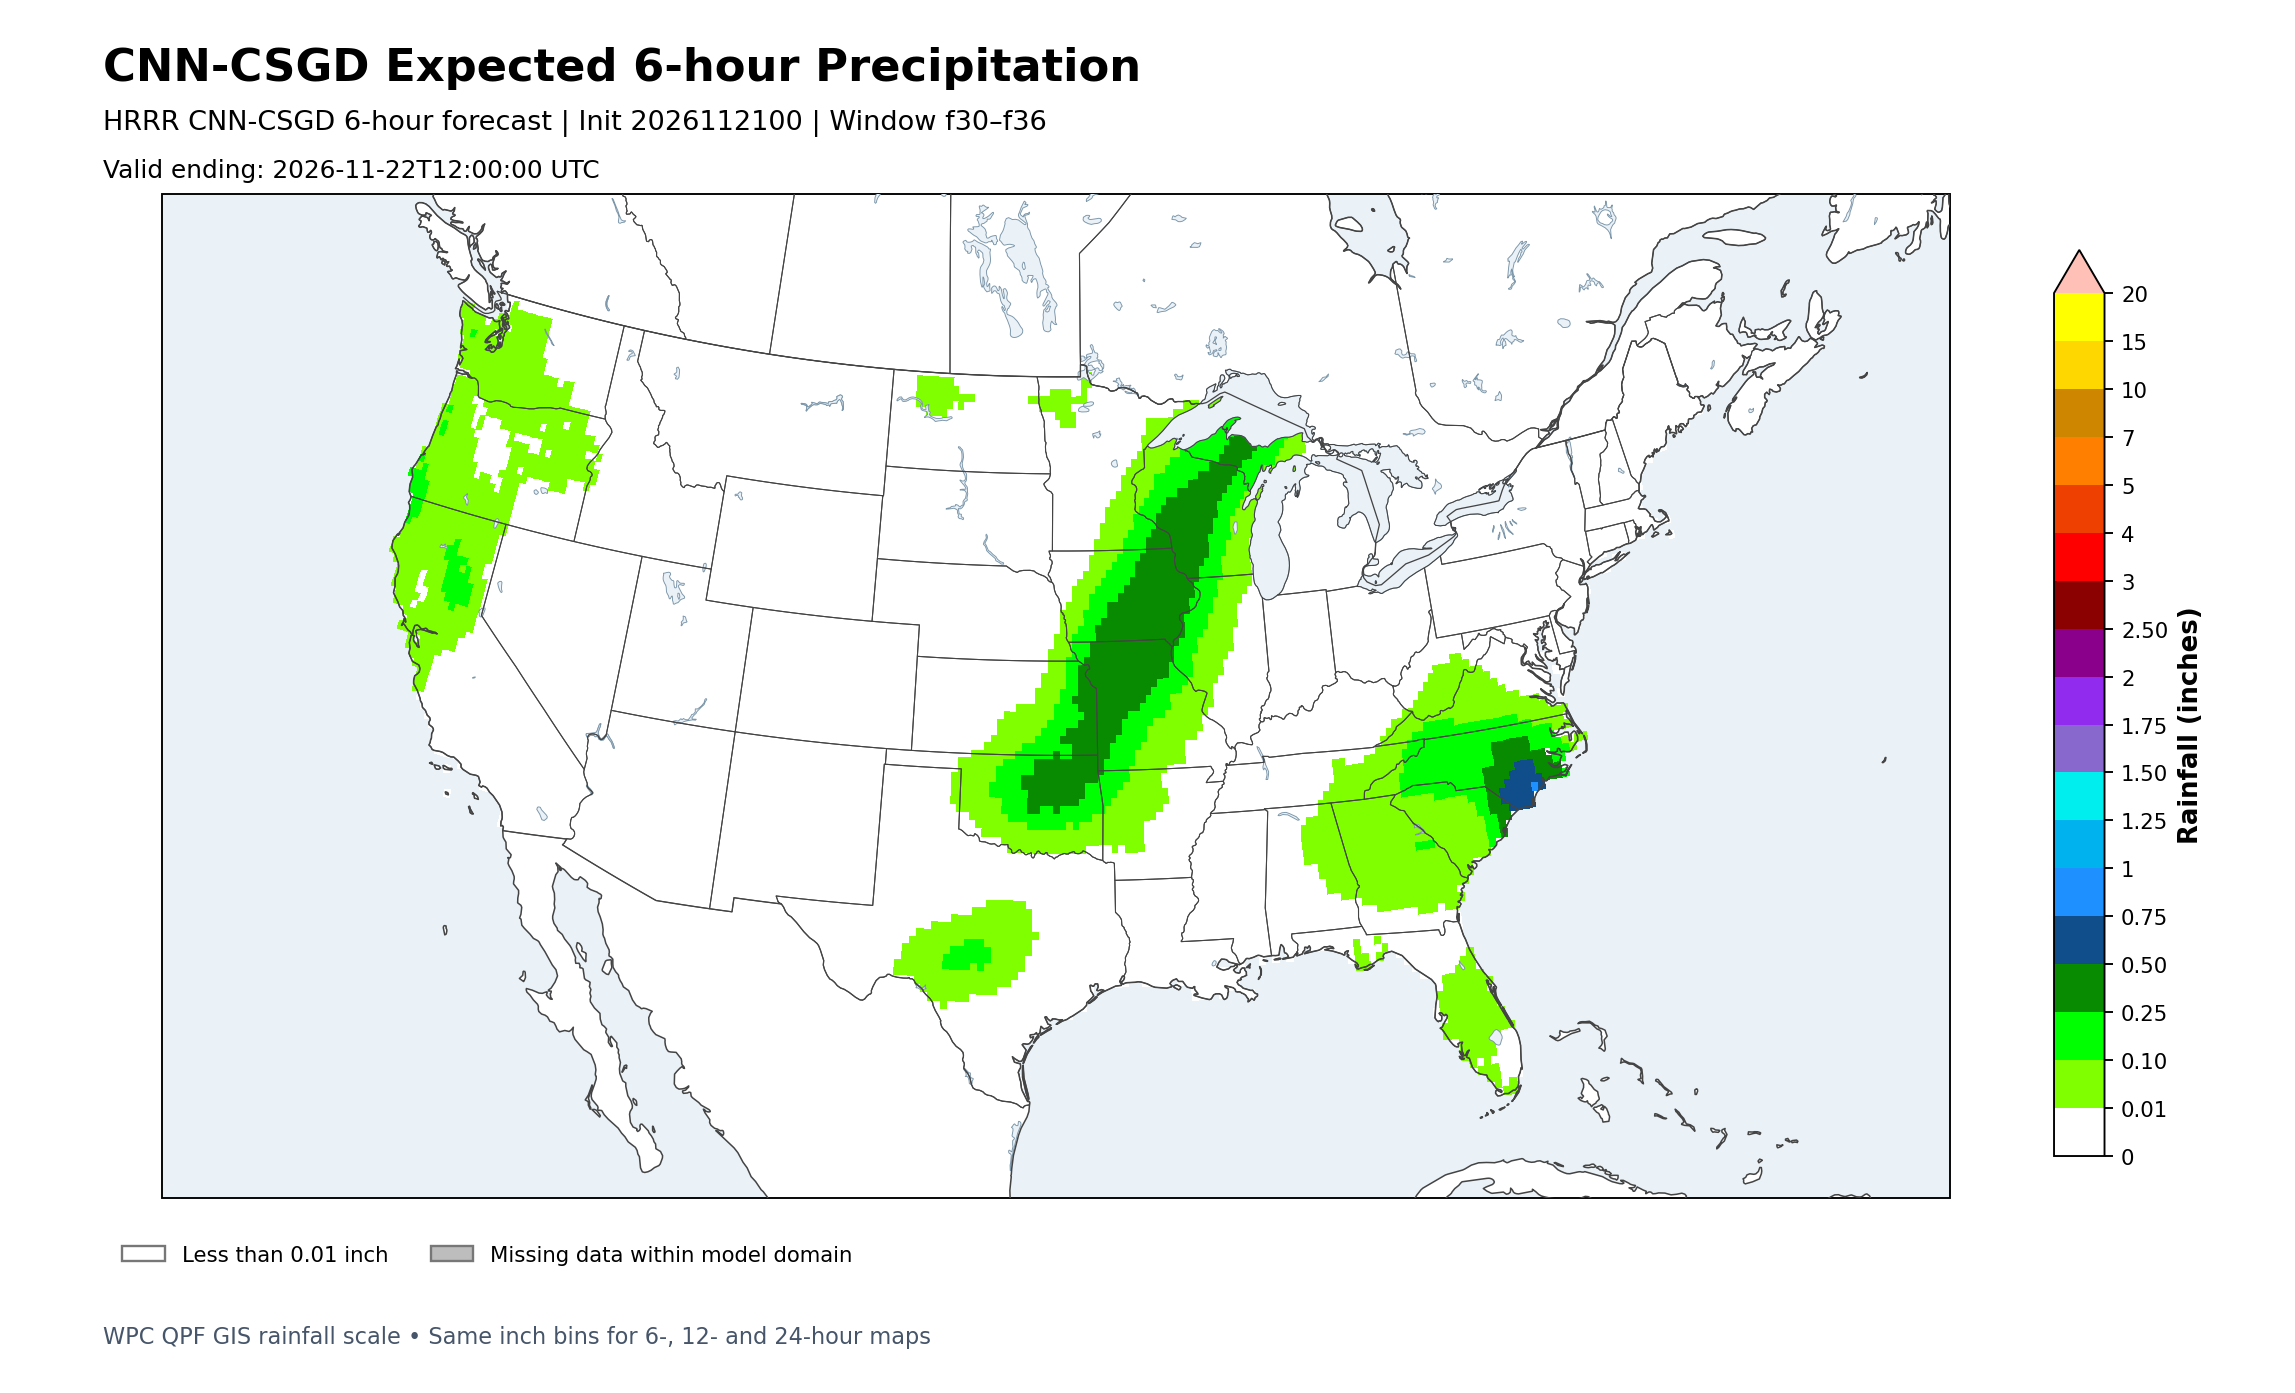 CNN-CSGD Expected 6-hour Precipitation
HRRR CNN-CSGD 6-hour forecast | Init 2026112100 | Window f30–f36
Valid ending: 2026-11-22T12:00:00 UTC
20
15
10
7
5
4
3
2.50
2
1.75
1.50
1.25
1
0.75
0.50
0.25
0.10
0.01
0
Rainfall (inches)
Less than 0.01 inch
Missing data within model domain
WPC QPF GIS rainfall scale • Same inch bins for 6-, 12- and 24-hour maps